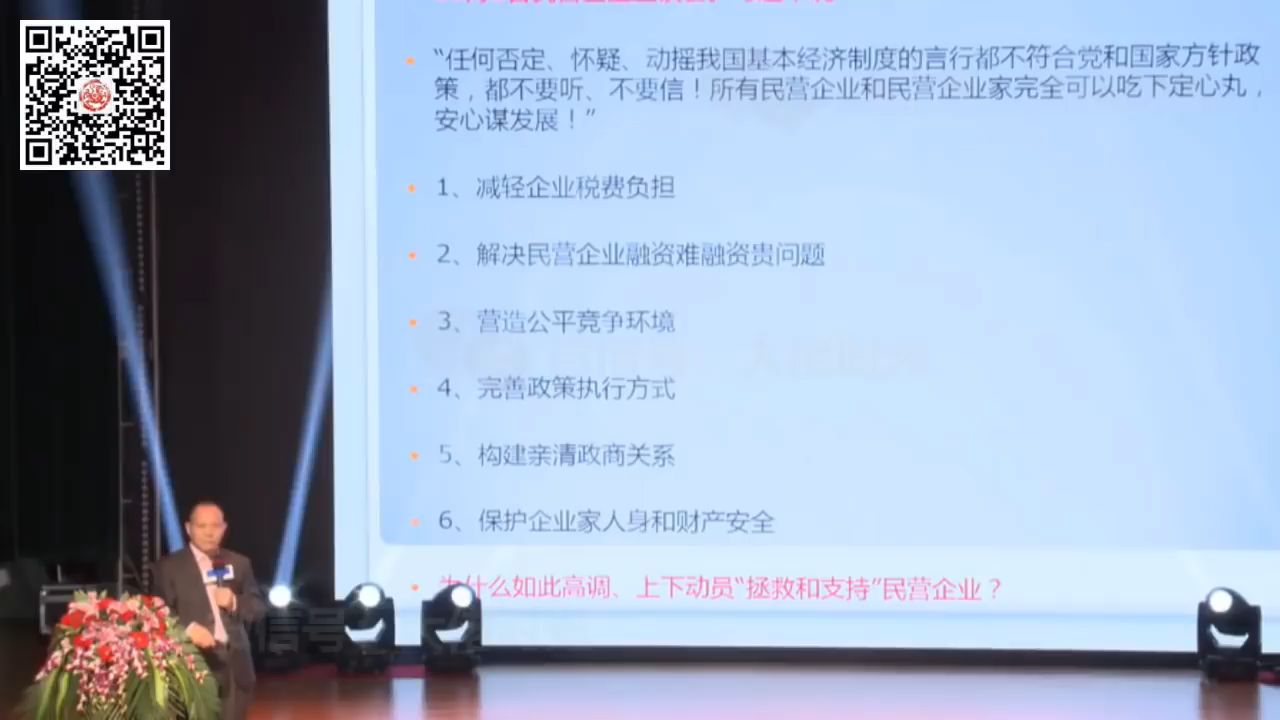 “任何否定、怀疑、动摇我国基本经济制度的言行都不符合党和国家方针政
策，都不要听、不要信！所有民营企业和民营企业家完全可以吃下定心丸，
安心谋发展！”
1、减轻企业税费负担
2、解决民营企业融资难融资贵问题
3、营造公平竞争环境
4、完善政策执行方式
5、构建亲清政商关系
6、保护企业家人身和财产安全
为什么如此高调、上下动员“拯救和支持”民营企业？